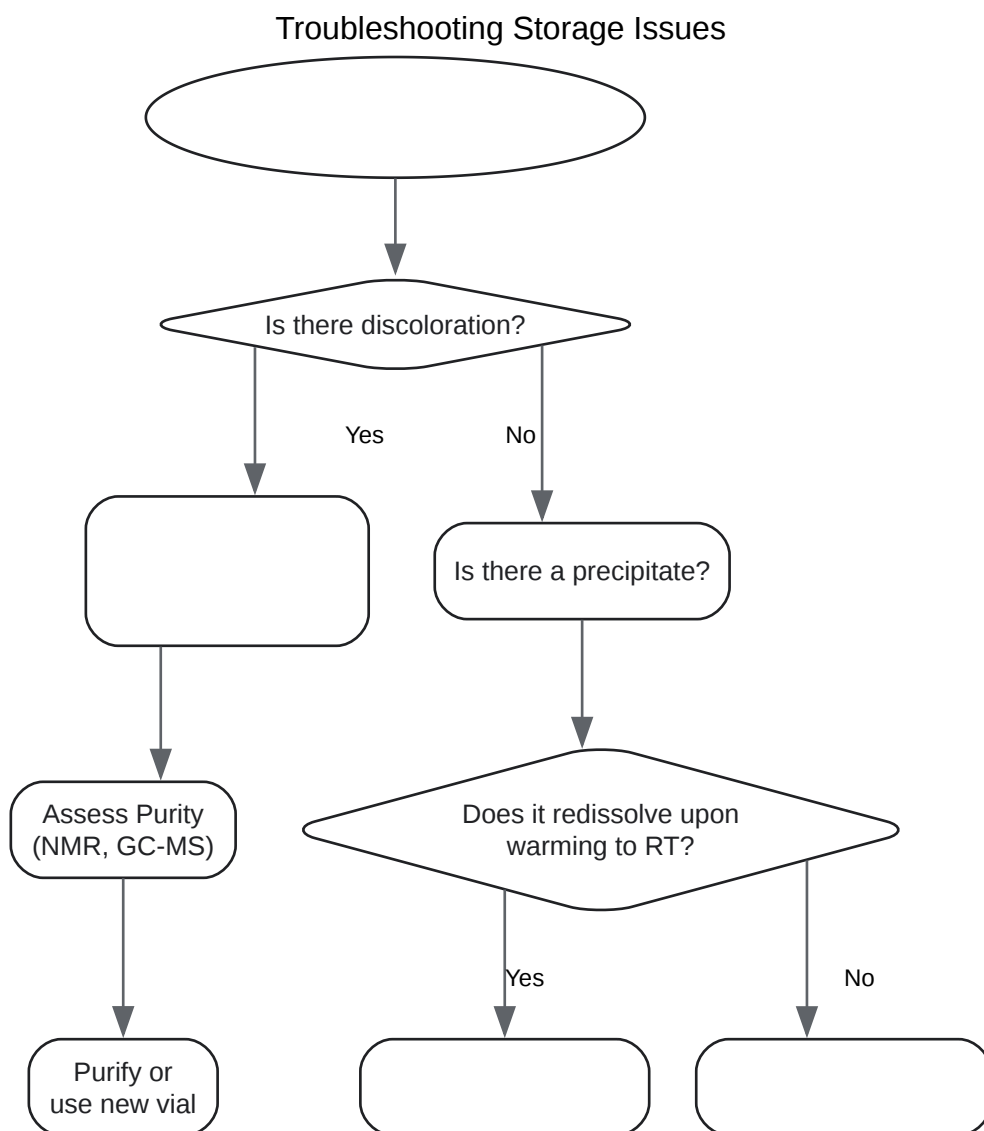 Troubleshooting Storage Issues
Is there discoloration?
Yes
No
Is there a precipitate?
Assess Purity
(NMR, GC-MS)
Does it redissolve upon
warming to RT?
Yes
No
Purify or
use new vial